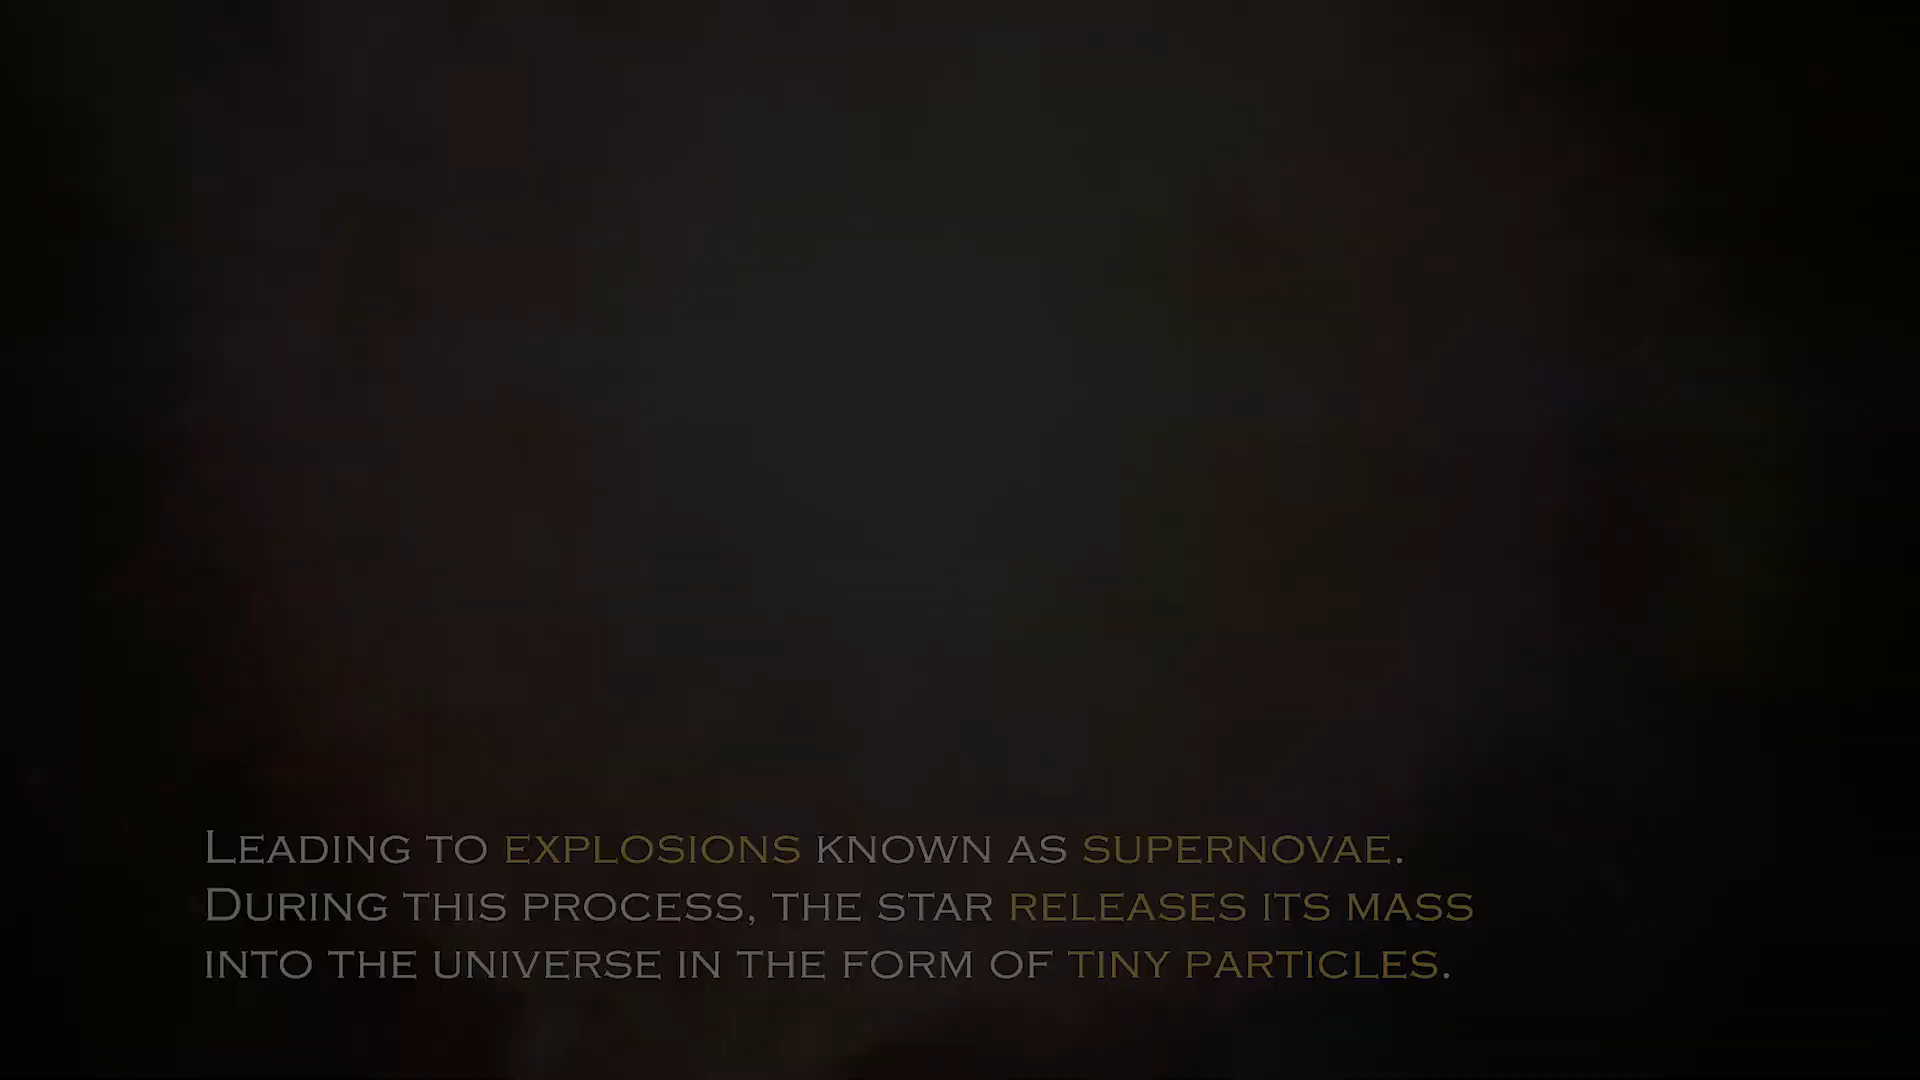 Leading to explosions known as supernovae.
During this process, the star releases its mass
into the universe in the form of tiny particles.